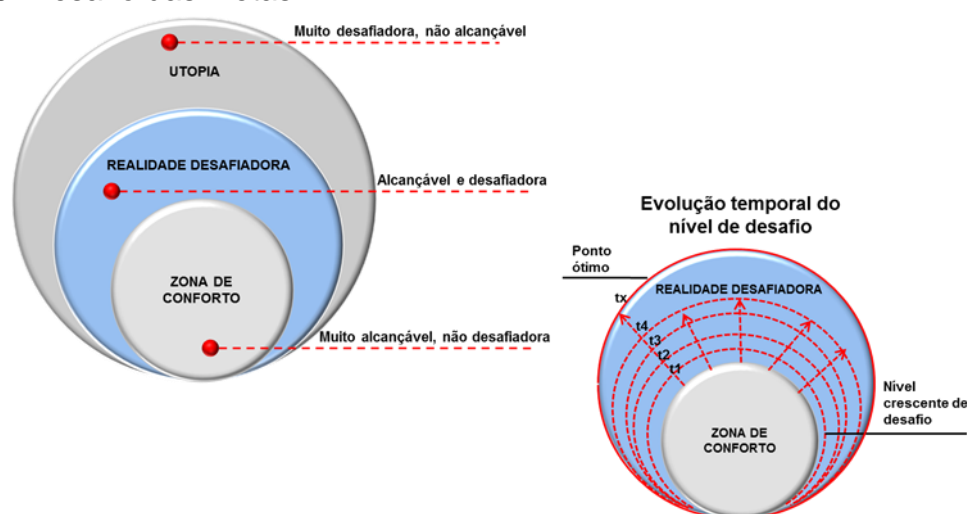 Muito desafiadora, não alcançável
UTOPIA
REALIDADE DESAFIADORA
Alcançável e desafiadora
ZONA DE
CONFORTO
Muito alcançável, não desafiadora
Evolução temporal do
nível de desafio
Ponto
ótimo
REALIDADE DESAFIADORA
tx
t4
t3
t2
t1
Nível
crescente de
desafio
ZONA DE
CONFORTO